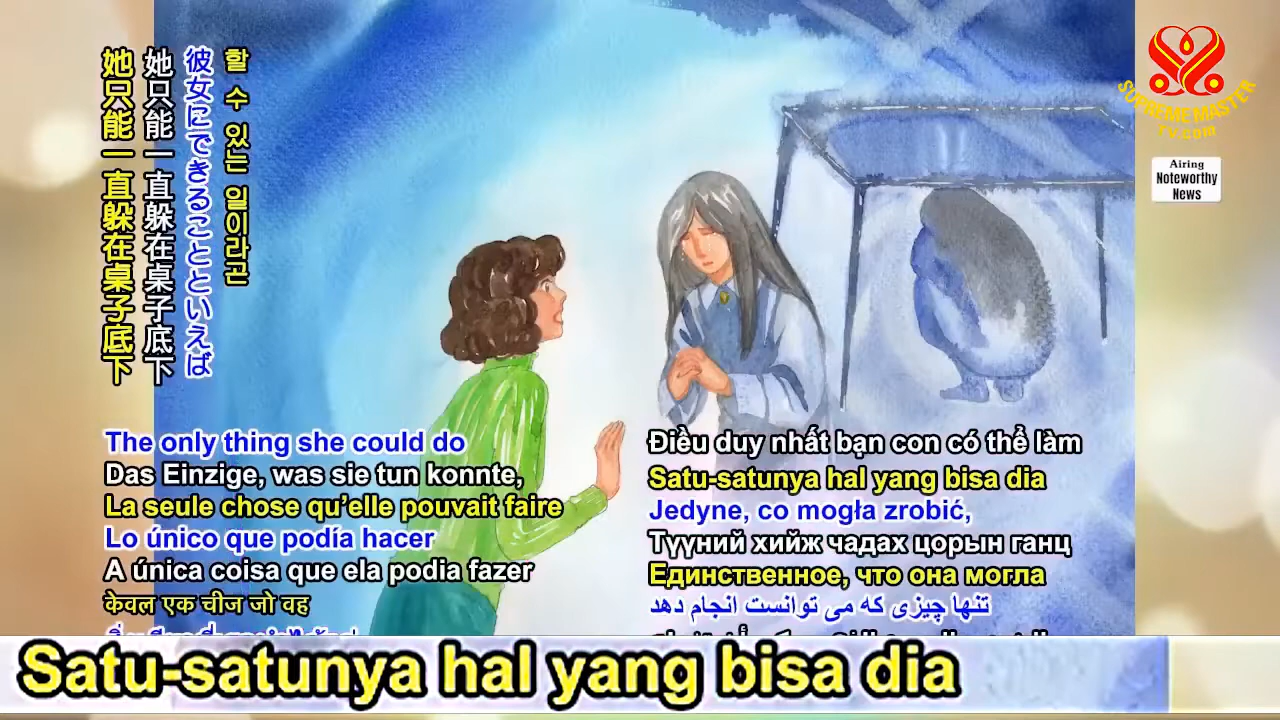 她只能一直躲在桌子底下
她只能一直躲在桌子底下
彼女にできることといえば
할 수 있는 일이라곤
SUPREME MASTER
TV.COM
Airing
Noteworthy
News
The only thing she could do
Das Einzige, was sie tun konnte,
La seule chose qu’elle pouvait faire
Lo único que podía hacer
A única coisa que ela podia fazer
केवल एक चीज जो वह
Điều duy nhất bạn con có thể làm
Satu-satunya hal yang bisa dia
Jedyne, co mogła zrobić,
Түүний хийж чадах цорын ганц
Единственное, что она могла
تنها چیزی که می توانست انجام دهد
Satu-satunya hal yang bisa dia